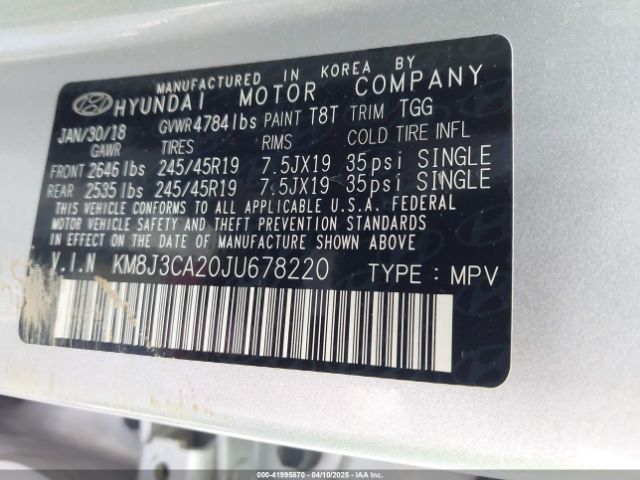 MANUFACTURED IN KOREA BY
HYUNDAI MOTOR COMPANY
JAN/30/18 GVWR 4784 lbs PAINT T8T TRIM TGG
GAWR TIRES RIMS COLD TIRE INFL
FRONT 2646 lbs 245/45R19 7.5JX19 35psi SINGLE
REAR 2535 lbs 245/45R19 7.5JX19 35psi SINGLE
THIS VEHICLE CONFORMS TO ALL APPLICABLE U.S.A. FEDERAL
MOTOR VEHICLE SAFETY AND THEFT PREVENTION STANDARDS
IN EFFECT ON THE DATE OF MANUFACTURE SHOWN ABOVE
V.I.N KM8J3CA20JU678220 TYPE : MPV
000-41995870 - 04/10/2025 - IAAI.COM